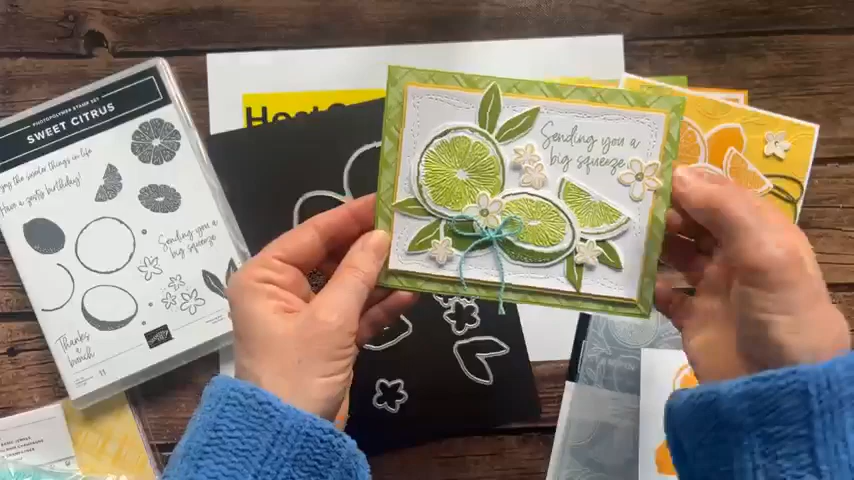 PHOTOPOLYMER STAMP SET
SWEET CITRUS
the simple things in life
Have a zesty birthday!
Sending you a
big squeeze
Thanks
a bunch
11
Sending you a
big squeeze